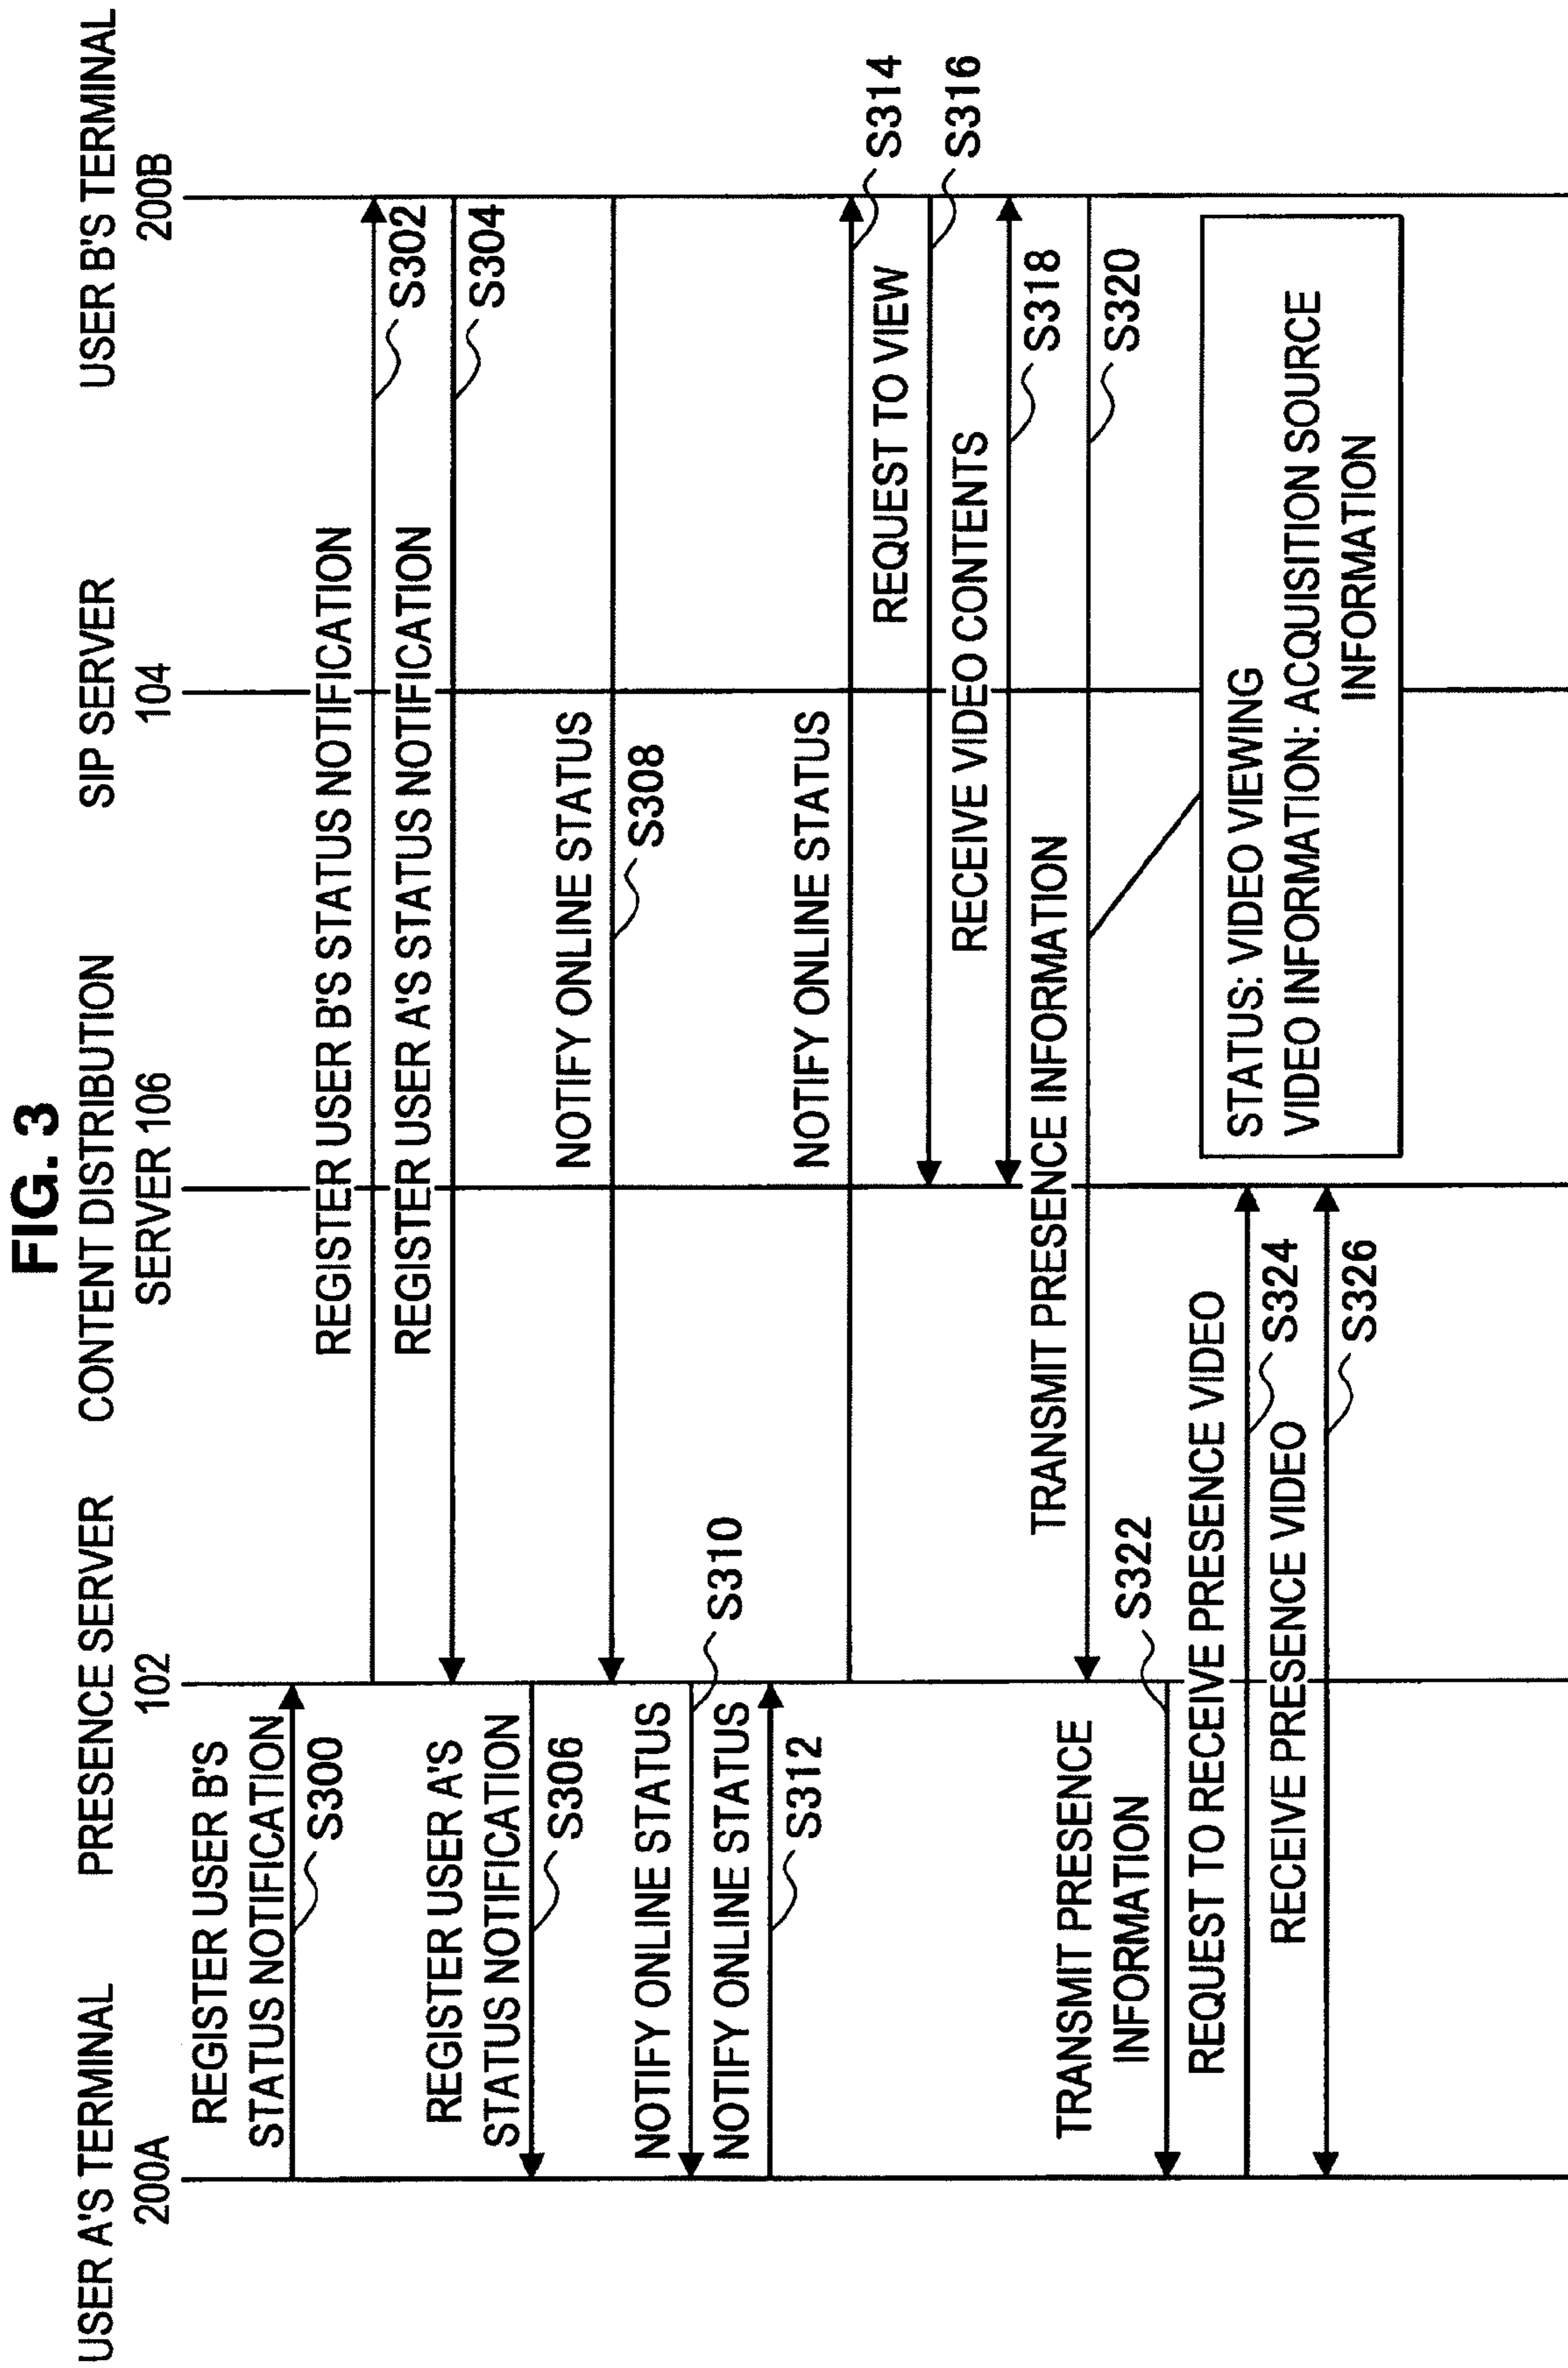 FIG. 3
USER A'S TERMINAL
200A
PRESENCE SERVER
102
CONTENT DISTRIBUTION
SERVER 106
SIP SERVER
104
USER B'S TERMINAL
200B
REGISTER USER B'S
STATUS NOTIFICATION
S300
REGISTER USER B'S STATUS NOTIFICATION
S302
REGISTER USER A'S STATUS NOTIFICATION
S304
REGISTER USER A'S
STATUS NOTIFICATION
S306
NOTIFY ONLINE STATUS
S308
NOTIFY ONLINE STATUS
S310
NOTIFY ONLINE STATUS
S312
NOTIFY ONLINE STATUS
S314
REQUEST TO VIEW
S316
RECEIVE VIDEO CONTENTS
S318
TRANSMIT PRESENCE INFORMATION
S320
TRANSMIT PRESENCE
INFORMATION
S322
STATUS: VIDEO VIEWING
VIDEO INFORMATION: ACQUISITION SOURCE
INFORMATION
REQUEST TO RECEIVE PRESENCE VIDEO
S324
RECEIVE PRESENCE VIDEO
S326